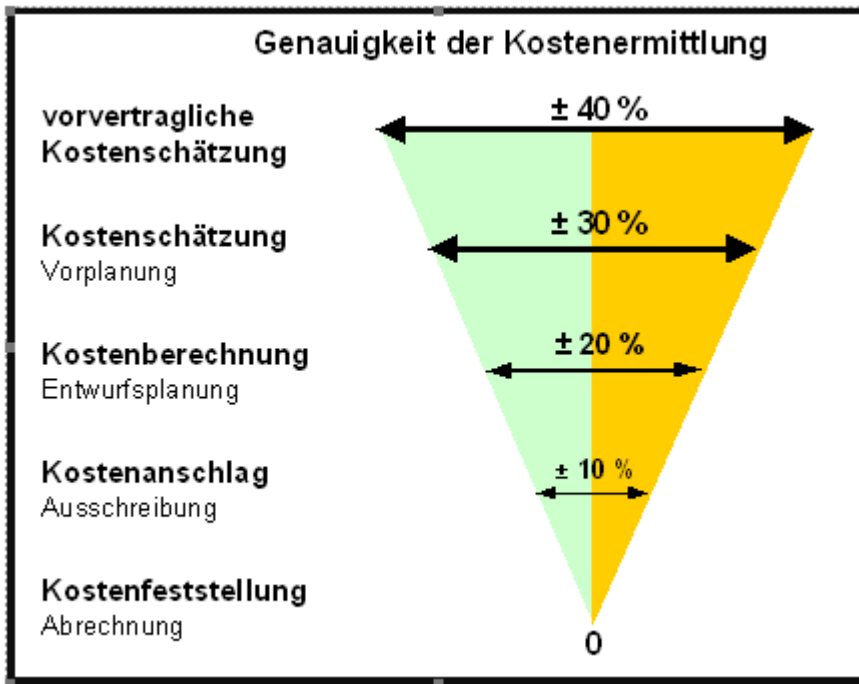 Genauigkeit der Kostenermittlung
vorvertragliche
Kostenschätzung
± 40 %
Kostenschätzung
Vorplanung
± 30 %
Kostenberechnung
Entwurfsplanung
± 20 %
Kostenanschlag
Ausschreibung
± 10 %
Kostenfeststellung
Abrechnung
0